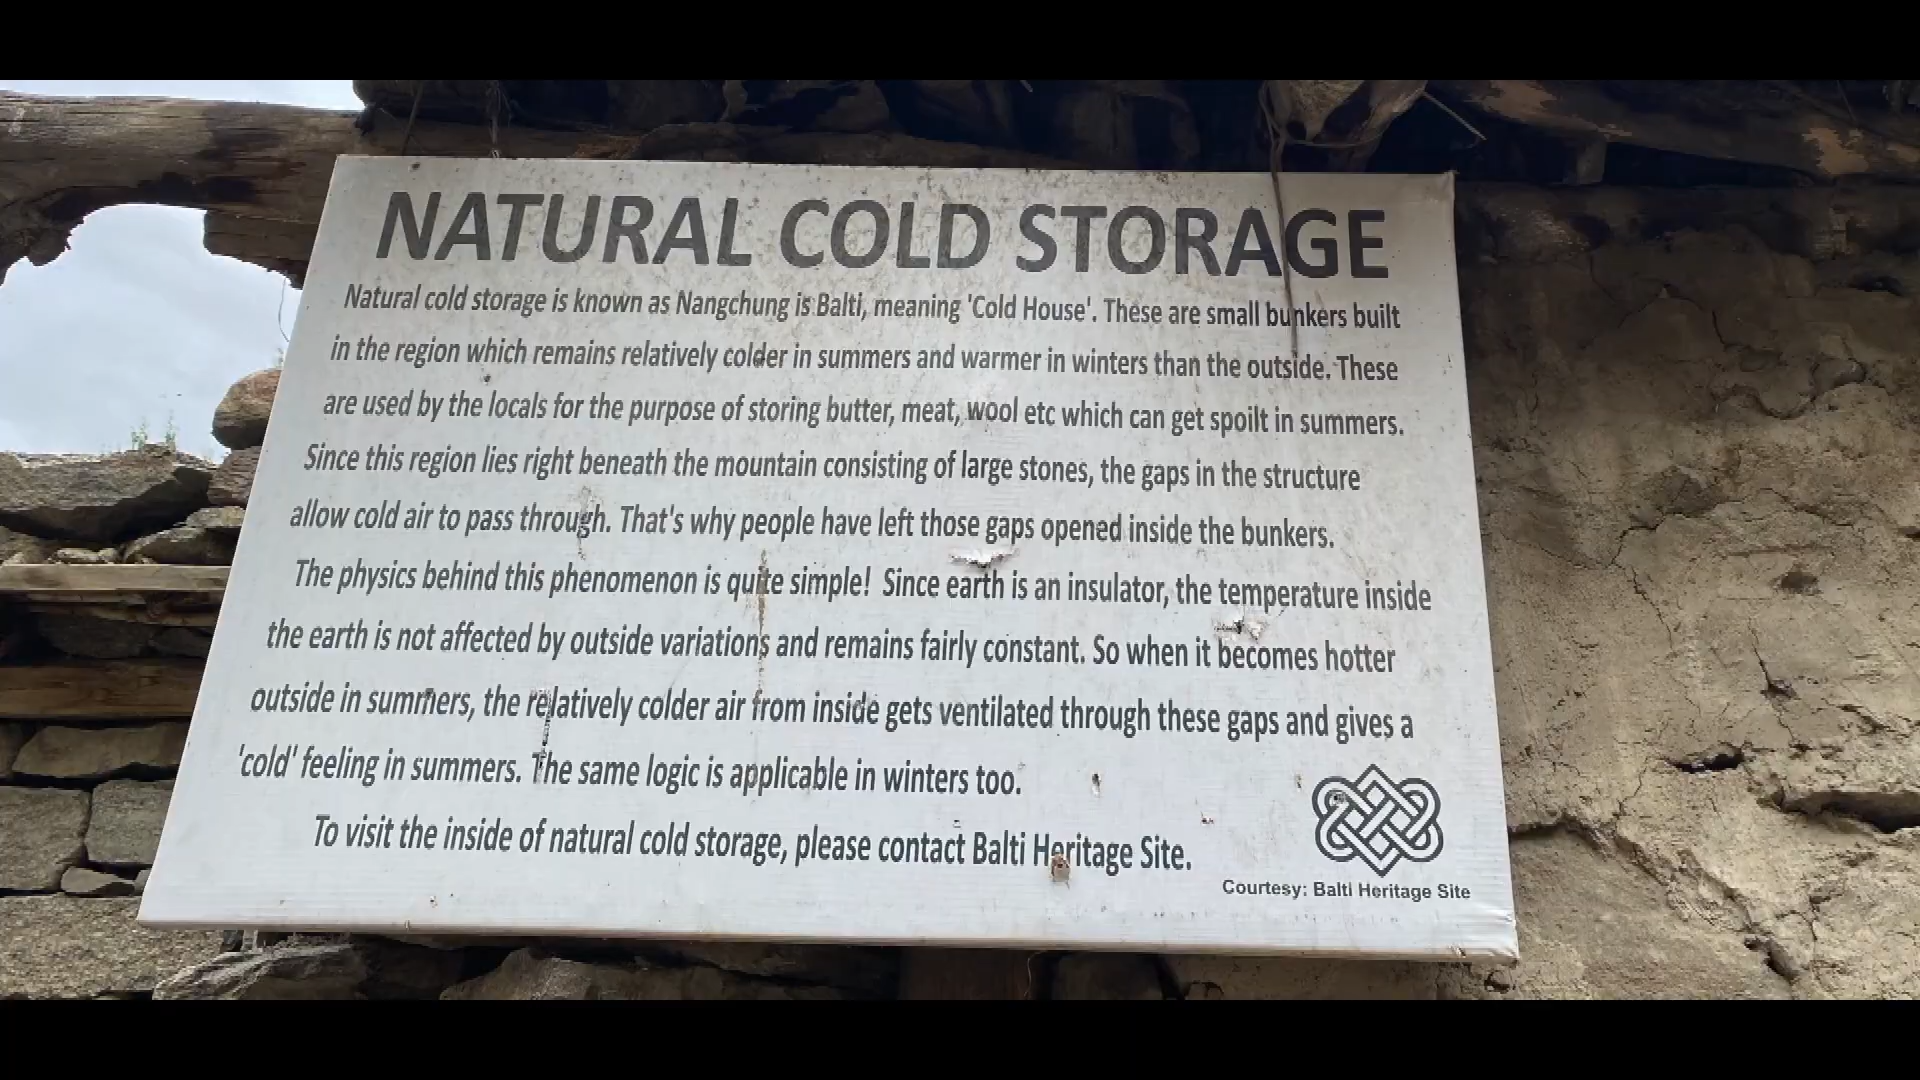 NATURAL COLD STORAGE
Natural cold storage is known as Nangchung is Balti, meaning 'Cold House'. These are small bunkers built
in the region which remains relatively colder in summers and warmer in winters than the outside. These
are used by the locals for the purpose of storing butter, meat, wool etc which can get spoilt in summers.
Since this region lies right beneath the mountain consisting of large stones, the gaps in the structure
allow cold air to pass through. That's why people have left those gaps opened inside the bunkers.
The physics behind this phenomenon is quite simple! Since earth is an insulator, the temperature inside
the earth is not affected by outside variations and remains fairly constant. So when it becomes hotter
outside in summers, the relatively colder air from inside gets ventilated through these gaps and gives a
'cold' feeling in summers. The same logic is applicable in winters too.
To visit the inside of natural cold storage, please contact Balti Heritage Site.
Courtesy: Balti Heritage Site